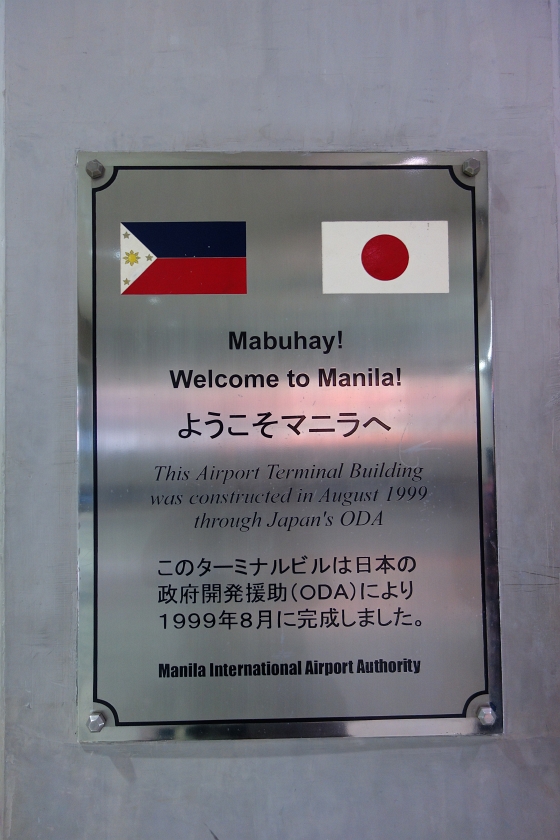 Mabuhay!
Welcome to Manila!
ようこそマニラへ
This Airport Terminal Building
was constructed in August 1999
through Japan's ODA
このターミナルビルは日本の
政府開発援助(ODA)により
1999年8月に完成しました。
Manila International Airport Authority